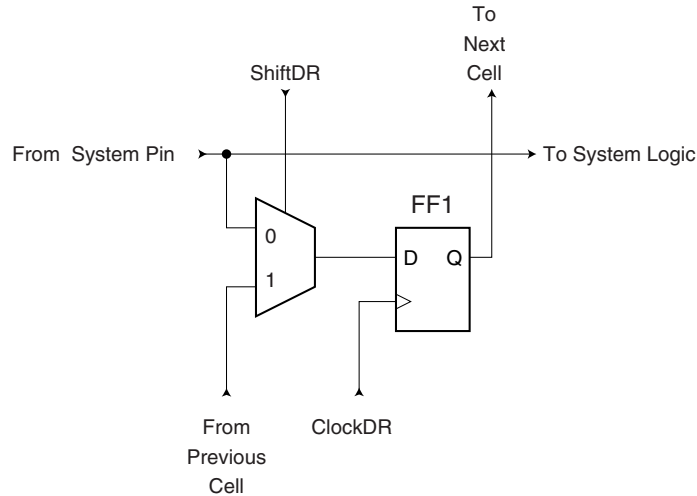 To
Next
Cell
ShiftDR
From System Pin
To System Logic
FF1
0
D Q
1
From
Previous
Cell
ClockDR